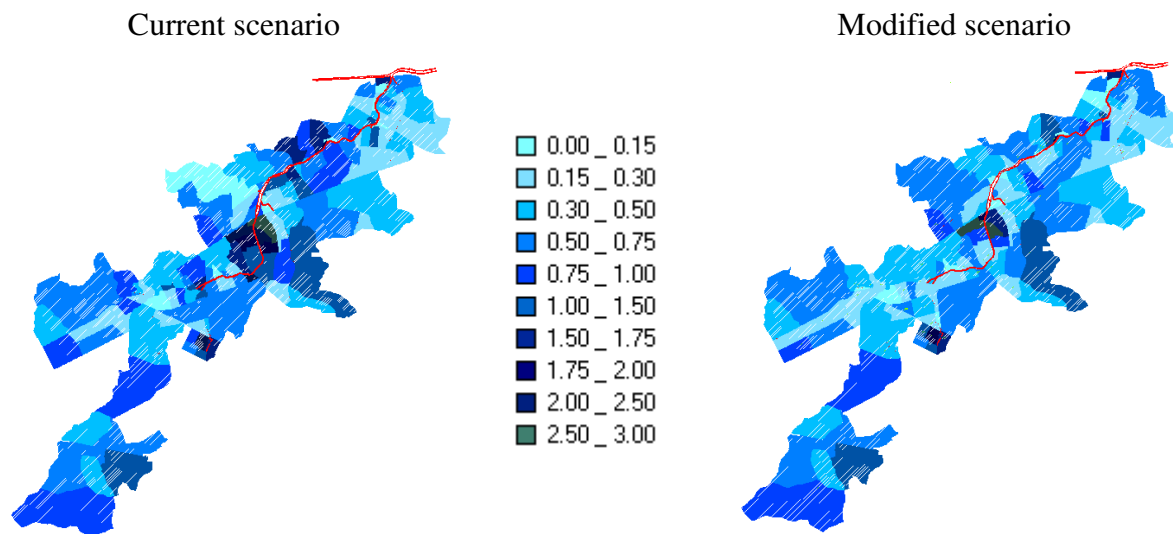 Current scenario
Modified scenario
0.00 _ 0.15
0.15 _ 0.30
0.30 _ 0.50
0.50 _ 0.75
0.75 _ 1.00
1.00 _ 1.50
1.50 _ 1.75
1.75 _ 2.00
2.00 _ 2.50
2.50 _ 3.00